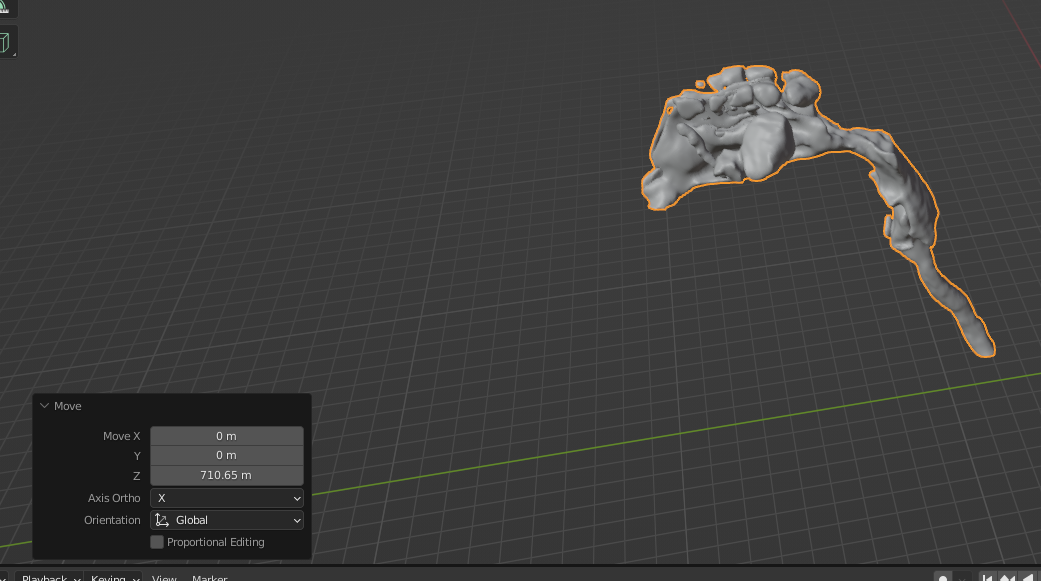 Move
Move X 0 m
Y 0 m
Z 710.65 m
Axis Ortho X
Orientation Global
Proportional Editing
Playback Keying View Marker